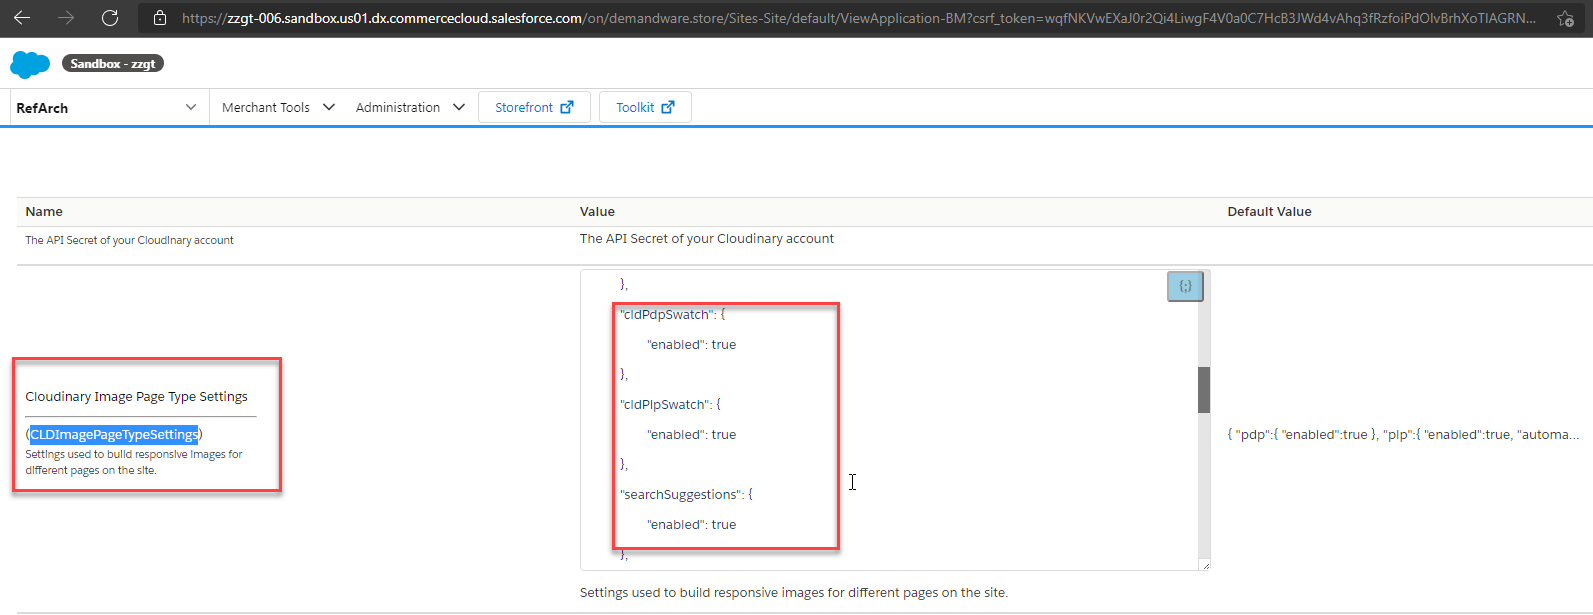 https://zzgt-006.sandbox.us01.dx.commercecloud.salesforce.com/on/demandware.store/Sites-Site/default/ViewApplication-BM?csrf_token=wqfNKVwEXaJ0r2Qi4LiwgF4V0a0C7HcB3JWd4vAhq3fRzfoiPdOlvBrhXoTIAGRN...
Sandbox - zzgt
RefArch
Merchant Tools
Administration
Storefront
Toolkit
Name
Value
Default Value
The API Secret of your Cloudinary account
The API Secret of your Cloudinary account
},
{;}
"cldPdpSwatch": {
"enabled": true
},
"cldPlpSwatch": {
"enabled": true
},
"searchSuggestions": {
"enabled": true
},
Cloudinary Image Page Type Settings
(CLDImagePageTypeSettings)
Settings used to build responsive images for
different pages on the site.
{ "pdp":{ "enabled":true }, "plp":{ "enabled":true, "automa...
Settings used to build responsive images for different pages on the site.